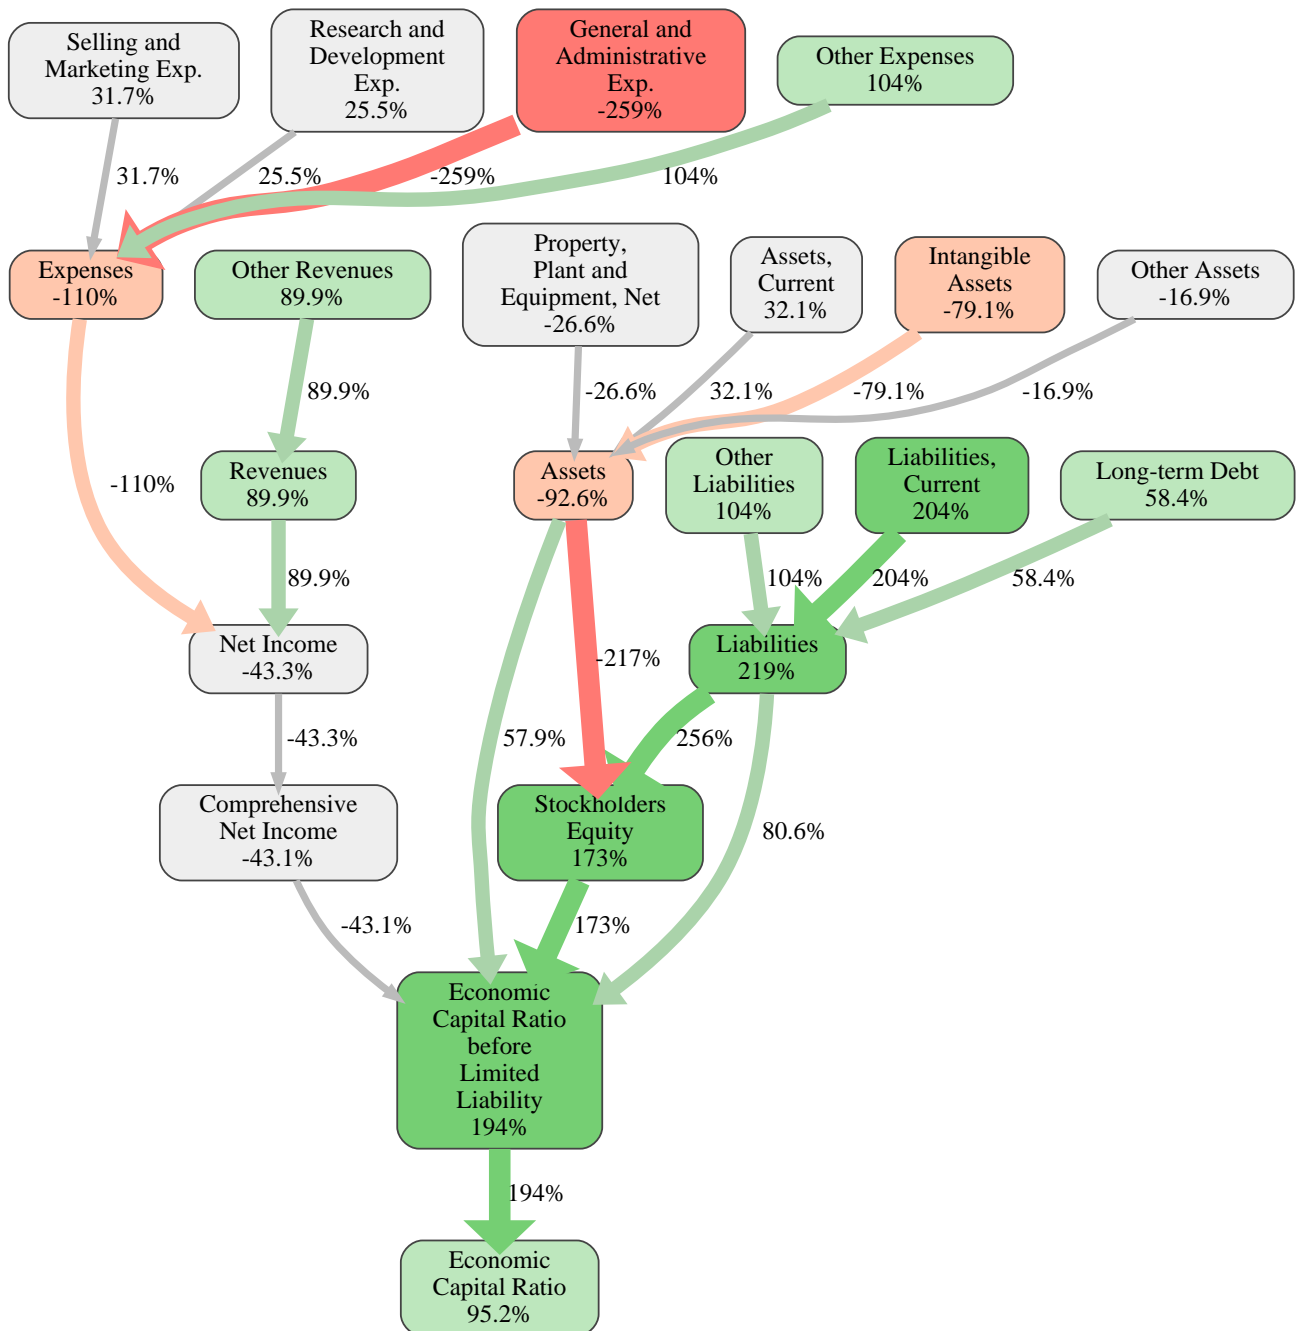 Selling and
Marketing Exp.
31.7%
Research and
Development
Exp.
25.5%
General and
Administrative
Exp.
-259%
Other Expenses
104%
31.7%
25.5%
-259%
104%
Expenses
-110%
Other Revenues
89.9%
Property,
Plant and
Equipment, Net
-26.6%
Assets,
Current
32.1%
Intangible
Assets
-79.1%
Other Assets
-16.9%
89.9%
-26.6%
32.1%
-79.1%
-16.9%
-110%
Revenues
89.9%
Assets
-92.6%
Other
Liabilities
104%
Liabilities,
Current
204%
Long-term Debt
58.4%
89.9%
104%
204%
58.4%
Net Income
-43.3%
-217%
Liabilities
219%
-43.3%
57.9%
256%
80.6%
Comprehensive
Net Income
-43.1%
Stockholders
Equity
173%
-43.1%
173%
Economic
Capital Ratio
before
Limited
Liability
194%
194%
Economic
Capital Ratio
95.2%